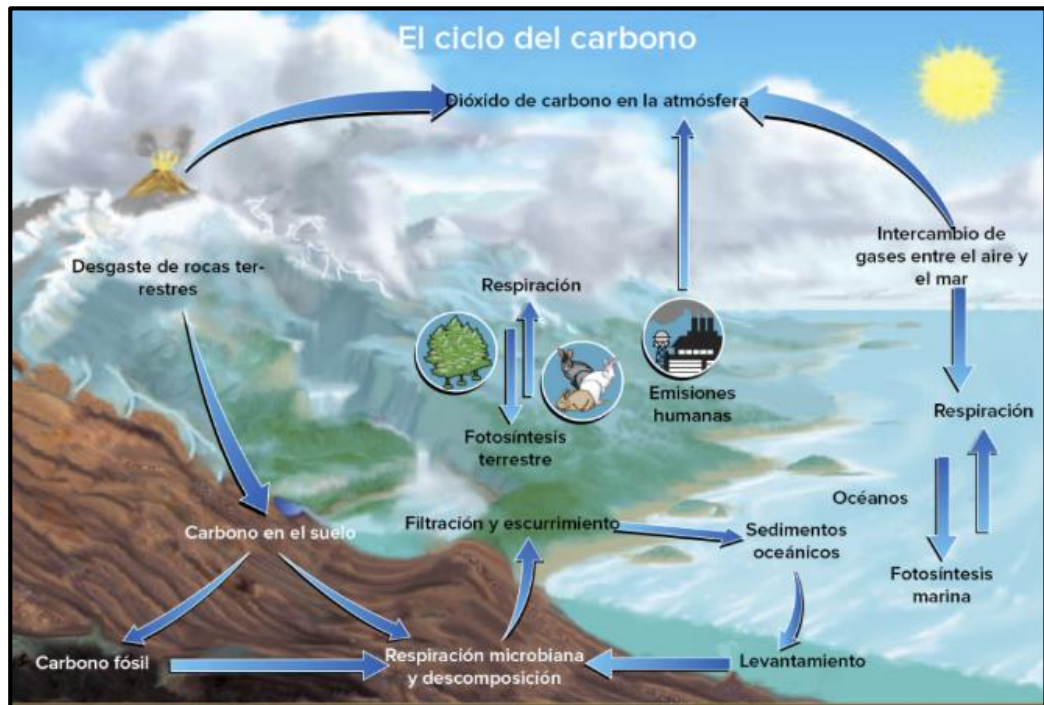 El ciclo del carbono
Dióxido de carbono en la atmósfera
Intercambio de
gases entre el aire y
el mar
Desgaste de rocas ter-
restres
Respiración
Emisiones
humanas
Respiración
Fotosíntesis
terrestre
Océanos
Carbono en el suelo
Filtración y escurrimiento
Sedimentos
oceánicos
Fotosíntesis
marina
Carbono fósil
Respiración microbiana
y descomposición
Levantamiento